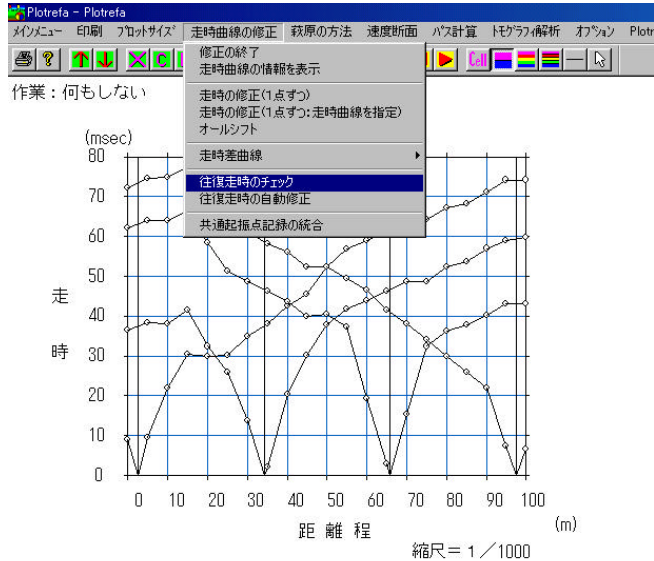 Plotrefa - Plotrefa
メインメニュー 印刷 プロットサイズ 走時曲線の修正 萩原の方法 速度断面 パス計算 トモグラフィ解析 オプション Plotr
Cell
作業：何もしない
修正の終了
走時曲線の情報を表示
走時の修正(1点ずつ)
走時の修正(1点ずつ:走時曲線を指定)
オールシフト
走時差曲線
往復走時のチェック
往復走時の自動修正
共通起振点記録の統合
(msec)
80
70
60
50
40
30
20
10
0
走時
0 10 20 30 40 50 60 70 80 90 100
(m)
距離程
縮尺＝１／1000